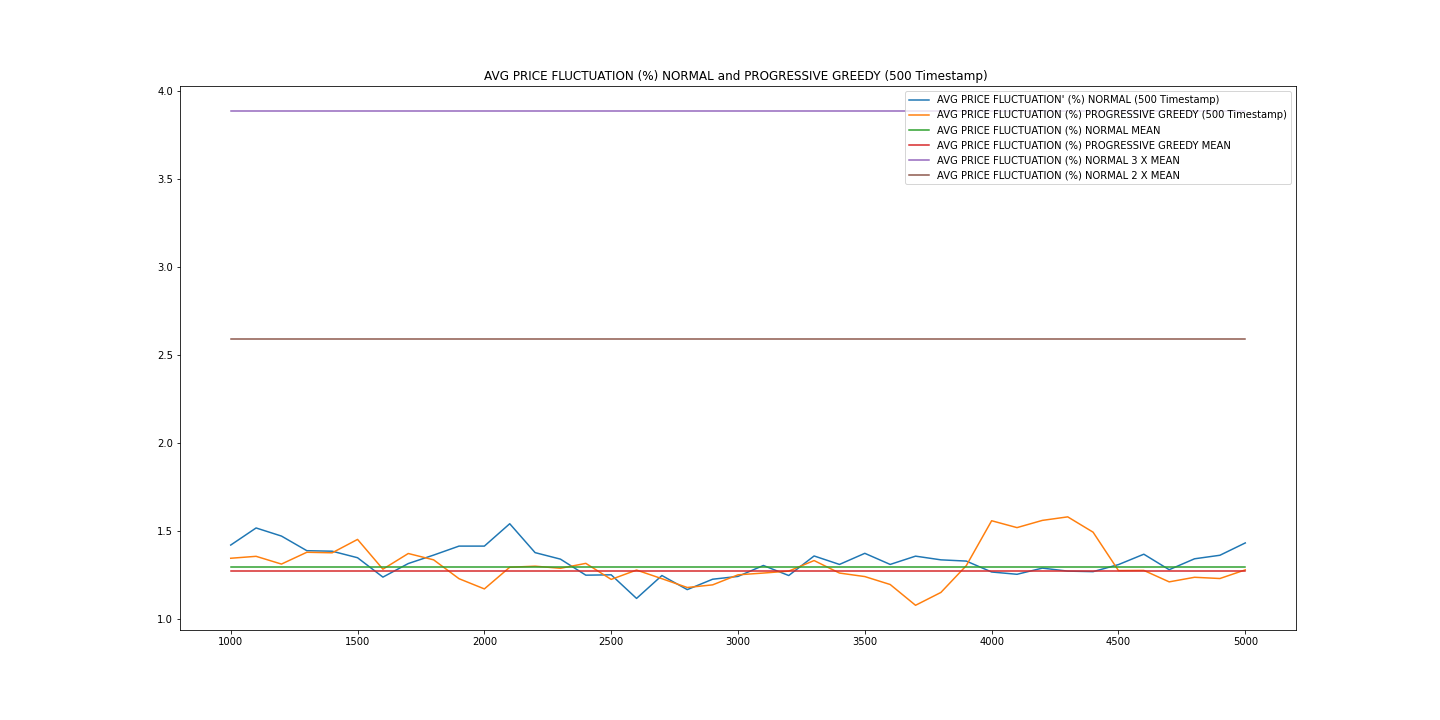 AVG PRICE FLUCTUATION (%) NORMAL and PROGRESSIVE GREEDY (500 Timestamp)
4.0
3.5
3.0
2.5
2.0
1.5
1.0
AVG PRICE FLUCTUATION' (%) NORMAL (500 Timestamp)
AVG PRICE FLUCTUATION (%) PROGRESSIVE GREEDY (500 Timestamp)
AVG PRICE FLUCTUATION (%) NORMAL MEAN
AVG PRICE FLUCTUATION (%) PROGRESSIVE GREEDY MEAN
AVG PRICE FLUCTUATION (%) NORMAL 3 X MEAN
AVG PRICE FLUCTUATION (%) NORMAL 2 X MEAN
1000 1500 2000 2500 3000 3500 4000 4500 5000